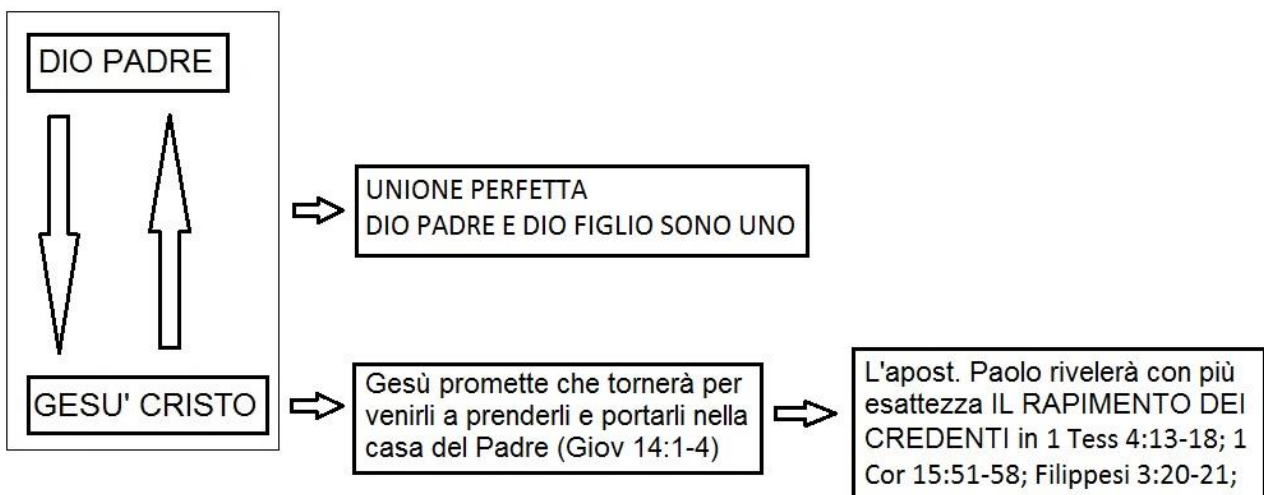 DIO PADRE
UNIONE PERFETTA
DIO PADRE E DIO FIGLIO SONO UNO
GESU' CRISTO
Gesù promette che tornerà per
venirli a prenderli e portarli nella
casa del Padre (Giov 14:1-4)
L'apost. Paolo rivelerà con più
esattezza IL RAPIMENTO DEI
CREDENTI in 1 Tess 4:13-18; 1
Cor 15:51-58; Filippesi 3:20-21;